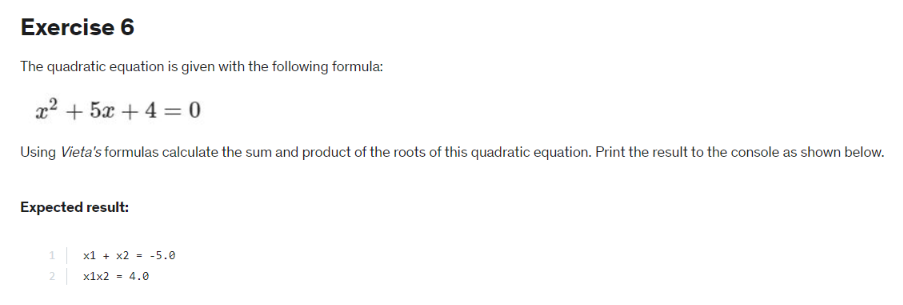 Exercise 6
The quadratic equation is given with the following formula:
x² + 5x + 4 = 0
Using Vieta's formulas calculate the sum and product of the roots of this quadratic equation. Print the result to the console as shown below.
Expected result:
1 x1 + x2 = -5.0
2 x1x2 = 4.0